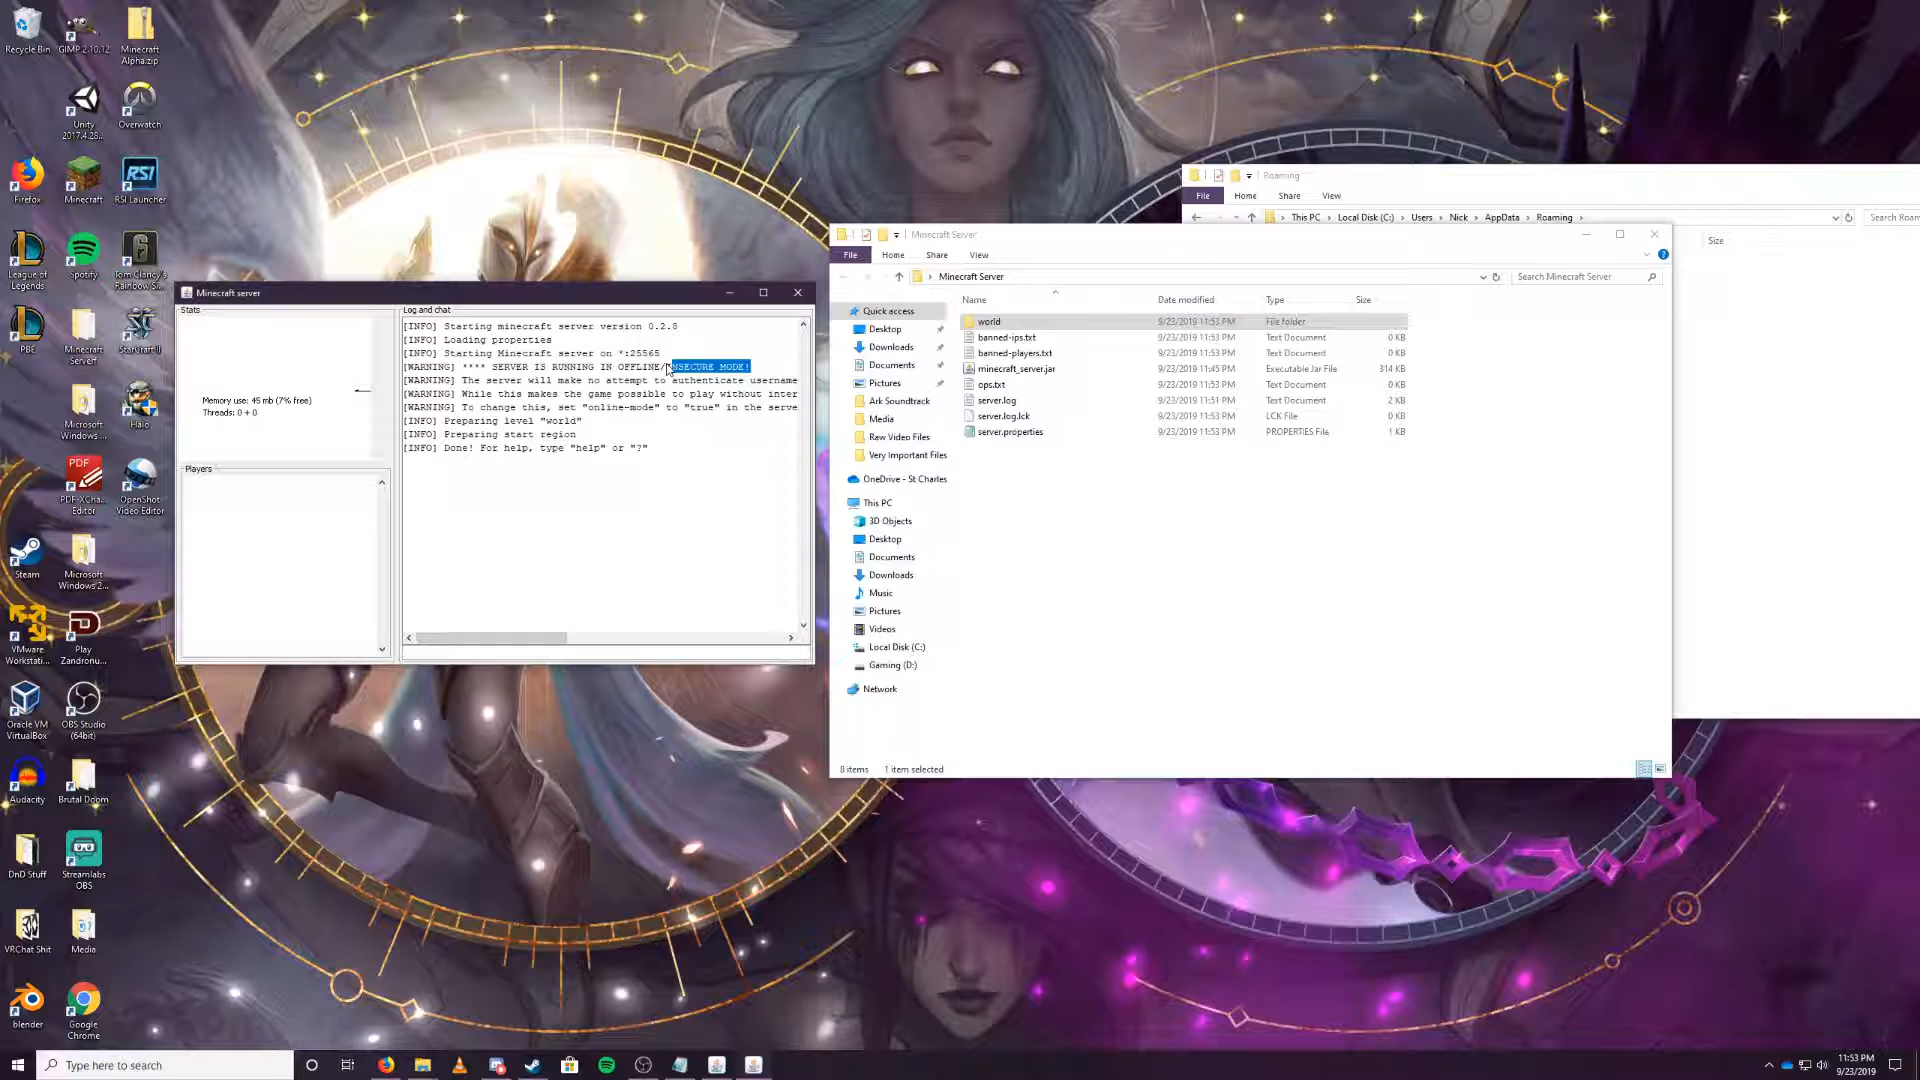 Recycle Bin
GIMP 2.10.12
Minecraft
Alpha.zip
Unity
2017.4.28...
Overwatch
Firefox
Minecraft
RSI
RSI Launcher
League of
Legends
Spotify
Tom Clancy's
Rainbow Si...
PBE
Minecraft
Serverf
StarCraft II
Microsoft
Windows ...
Halo
PDF
PDF-XCha...
Editor
OpenShot
Video Editor
Steam
Microsoft
Windows 2...
VMware
Workstati...
Play
Zandronu...
Oracle VM
VirtualBox
OBS Studio
(64bit)
Audacity
Brutal Doom
DnD Stuff
Streamlabs
OBS
VRChat Shit
Media
blender
Google
Chrome
Minecraft server
Stats
Memory use: 45 mb (7% free)
Threads: 0 + 0
Players
Log and chat
[INFO] Starting minecraft server version 0.2.8
[INFO] Loading properties
[INFO] Starting Minecraft server on *:25565
[WARNING] **** SERVER IS RUNNING IN OFFLINE/INSECURE MODE!
[WARNING] The server will make no attempt to authenticate username
[WARNING] While this makes the game possible to play without inter
[WARNING] To change this, set "online-mode" to "true" in the serve
[INFO] Preparing level "world"
[INFO] Preparing start region
[INFO] Done! For help, type "help" or "?"
Roaming
File Home Share View
This PC Local Disk (C:) Users Nick AppData Roaming
Search Roam
Size
Minecraft Server
File Home Share View
Minecraft Server
Search Minecraft Server
Quick access
Desktop
Downloads
Documents
Pictures
Ark Soundtrack
Media
Raw Video Files
Very Important Files
OneDrive - St Charles
This PC
3D Objects
Desktop
Documents
Downloads
Music
Pictures
Videos
Local Disk (C:)
Gaming (D:)
Network
Name Date modified Type Size
world 9/23/2019 11:53 PM File folder
banned-ips.txt 9/23/2019 11:53 PM Text Document 0 KB
banned-players.txt 9/23/2019 11:53 PM Text Document 0 KB
minecraft_server.jar 9/23/2019 11:45 PM Executable Jar File 314 KB
ops.txt 9/23/2019 11:53 PM Text Document 0 KB
server.log 9/23/2019 11:51 PM Text Document 2 KB
server.log.lck 9/23/2019 11:53 PM LCK File 0 KB
server.properties 9/23/2019 11:53 PM PROPERTIES File 1 KB
8 items 1 item selected
Type here to search
11:53 PM
9/23/2019